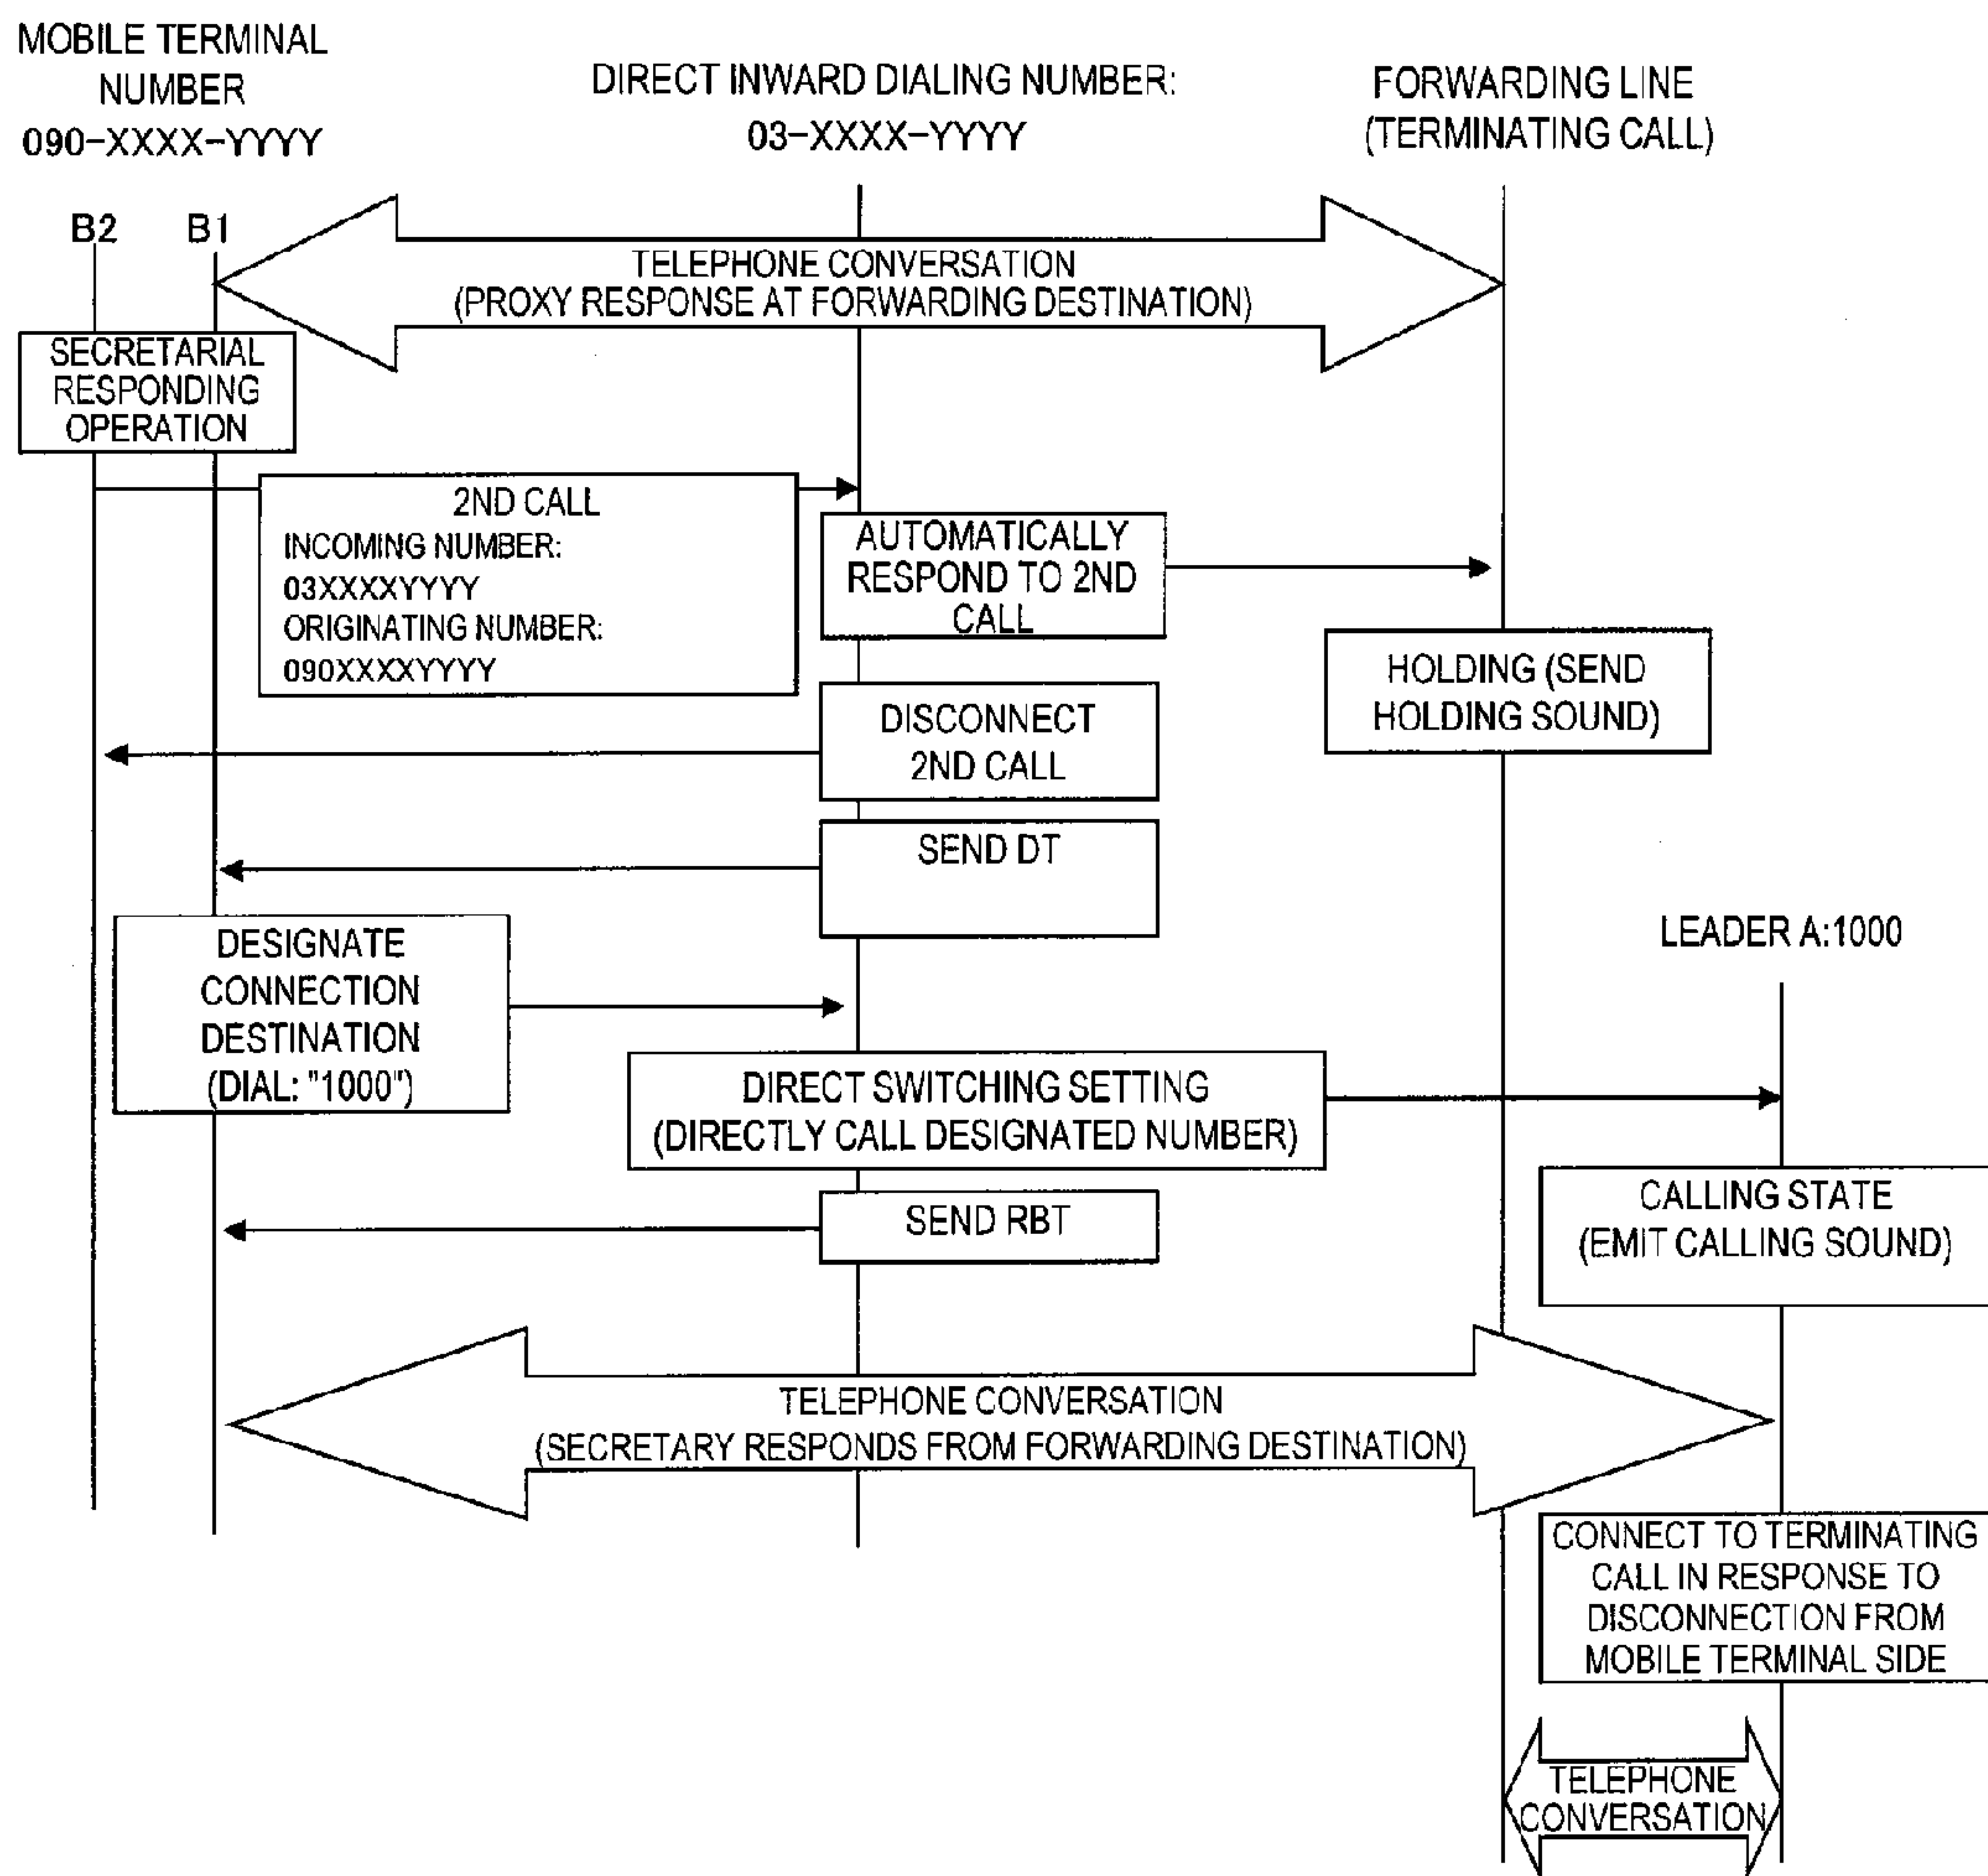 MOBILE TERMINAL
NUMBER
090-XXXX-YYYY
DIRECT INWARD DIALING NUMBER:
03-XXXX-YYYY
FORWARDING LINE
(TERMINATING CALL)
B2
B1
TELEPHONE CONVERSATION
(PROXY RESPONSE AT FORWARDING DESTINATION)
SECRETARIAL
RESPONDING
OPERATION
2ND CALL
INCOMING NUMBER:
03XXXXYYYY
ORIGINATING NUMBER:
090XXXXYYYY
AUTOMATICALLY
RESPOND TO 2ND
CALL
HOLDING (SEND
HOLDING SOUND)
DISCONNECT
2ND CALL
SEND DT
DESIGNATE
CONNECTION
DESTINATION
(DIAL: "1000")
LEADER A:1000
DIRECT SWITCHING SETTING
(DIRECTLY CALL DESIGNATED NUMBER)
SEND RBT
CALLING STATE
(EMIT CALLING SOUND)
TELEPHONE CONVERSATION
(SECRETARY RESPONDS FROM FORWARDING DESTINATION)
CONNECT TO TERMINATING
CALL IN RESPONSE TO
DISCONNECTION FROM
MOBILE TERMINAL SIDE
TELEPHONE
CONVERSATION